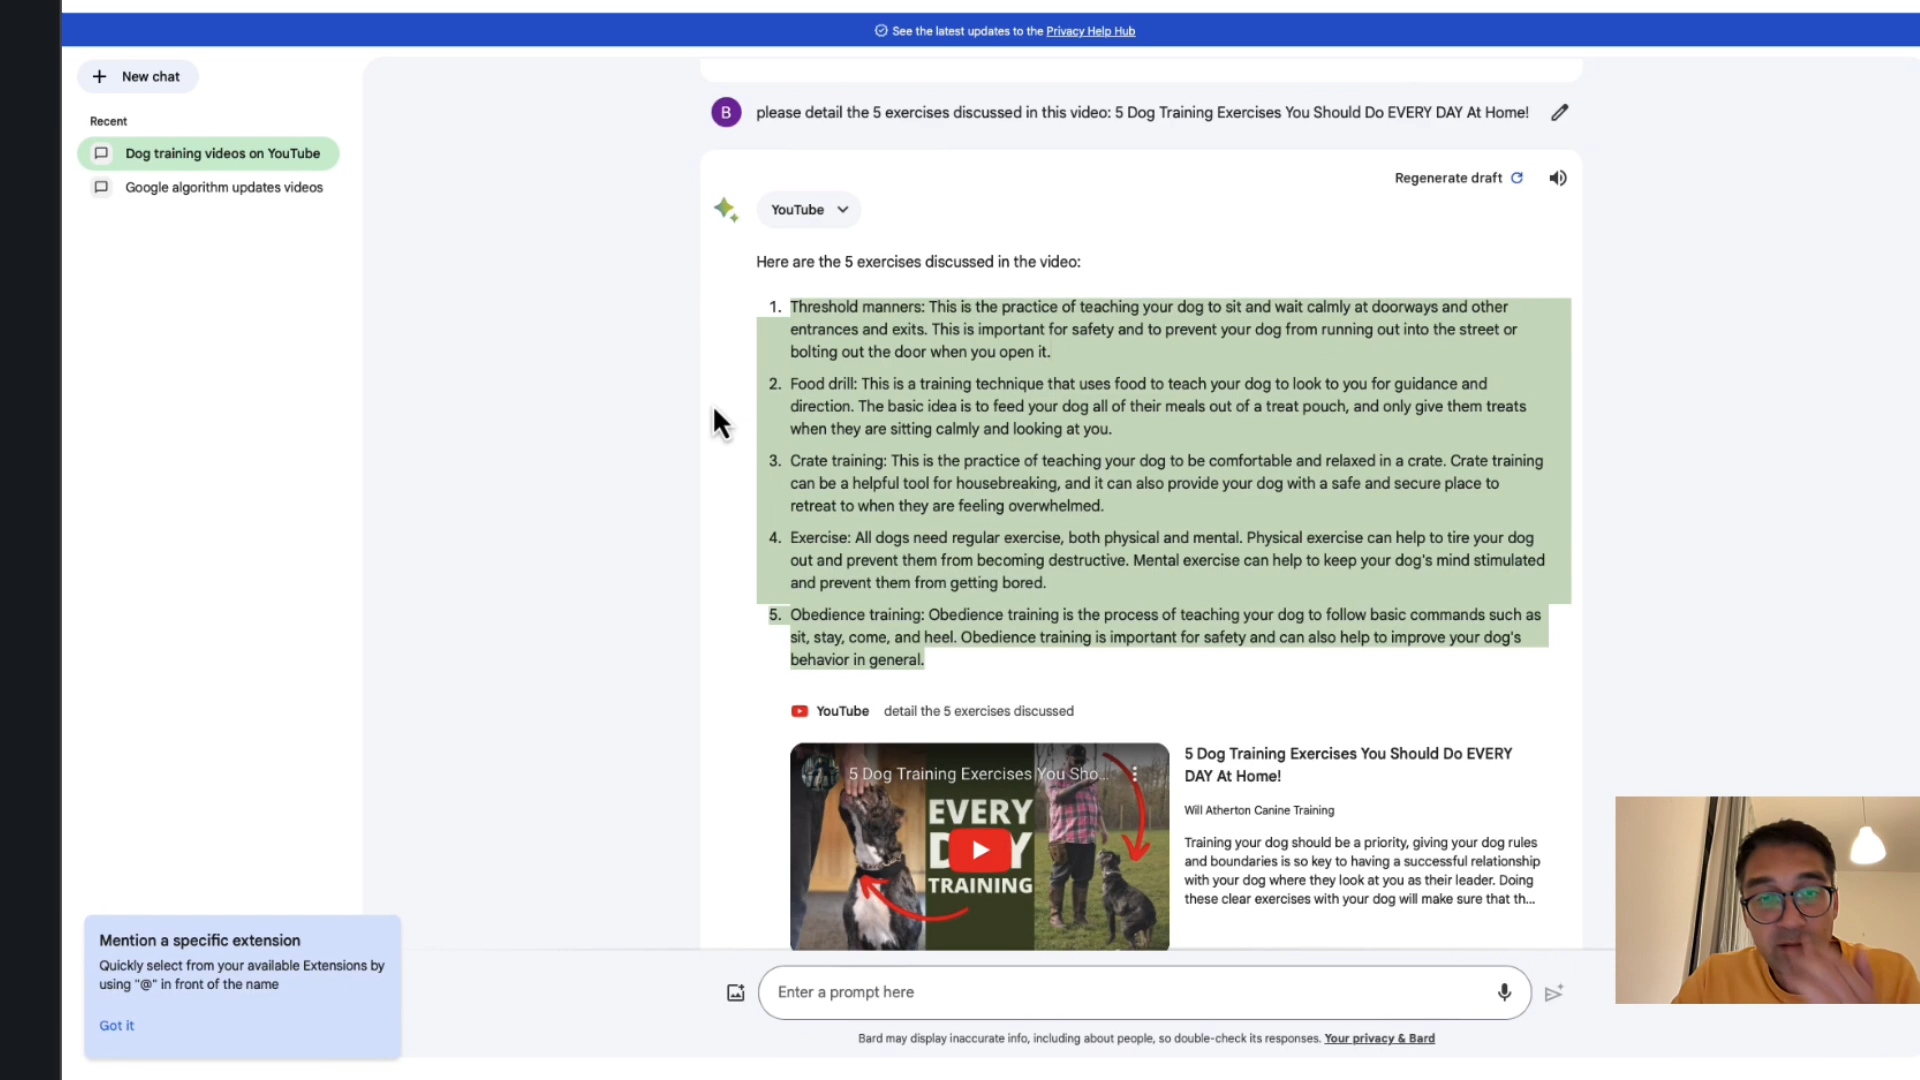 See the latest updates to the Privacy Help Hub
New chat
Recent
Dog training videos on YouTube
Google algorithm updates videos
B
please detail the 5 exercises discussed in this video: 5 Dog Training Exercises You Should Do EVERY DAY At Home!
Regenerate draft
YouTube
Here are the 5 exercises discussed in the video:
1. Threshold manners: This is the practice of teaching your dog to sit and wait calmly at doorways and other
entrances and exits. This is important for safety and to prevent your dog from running out into the street or
bolting out the door when you open it.
2. Food drill: This is a training technique that uses food to teach your dog to look to you for guidance and
direction. The basic idea is to feed your dog all of their meals out of a treat pouch, and only give them treats
when they are sitting calmly and looking at you.
3. Crate training: This is the practice of teaching your dog to be comfortable and relaxed in a crate. Crate training
can be a helpful tool for housebreaking, and it can also provide your dog with a safe and secure place to
retreat to when they are feeling overwhelmed.
4. Exercise: All dogs need regular exercise, both physical and mental. Physical exercise can help to tire your dog
out and prevent them from becoming destructive. Mental exercise can help to keep your dog's mind stimulated
and prevent them from getting bored.
5. Obedience training: Obedience training is the process of teaching your dog to follow basic commands such as
sit, stay, come, and heel. Obedience training is important for safety and can also help to improve your dog's
behavior in general.
YouTube detail the 5 exercises discussed
5 Dog Training Exercises You Sho...
EVERY
D Y
TRAINING
5 Dog Training Exercises You Should Do EVERY
DAY At Home!
Will Atherton Canine Training
Training your dog should be a priority, giving your dog rules
and boundaries is so key to having a successful relationship
with your dog where they look at you as their leader. Doing
these clear exercises with your dog will make sure that th...
Mention a specific extension
Quickly select from your available Extensions by
using "@" in front of the name
Got it
Enter a prompt here
Bard may display inaccurate info, including about people, so double-check its responses. Your privacy & Bard